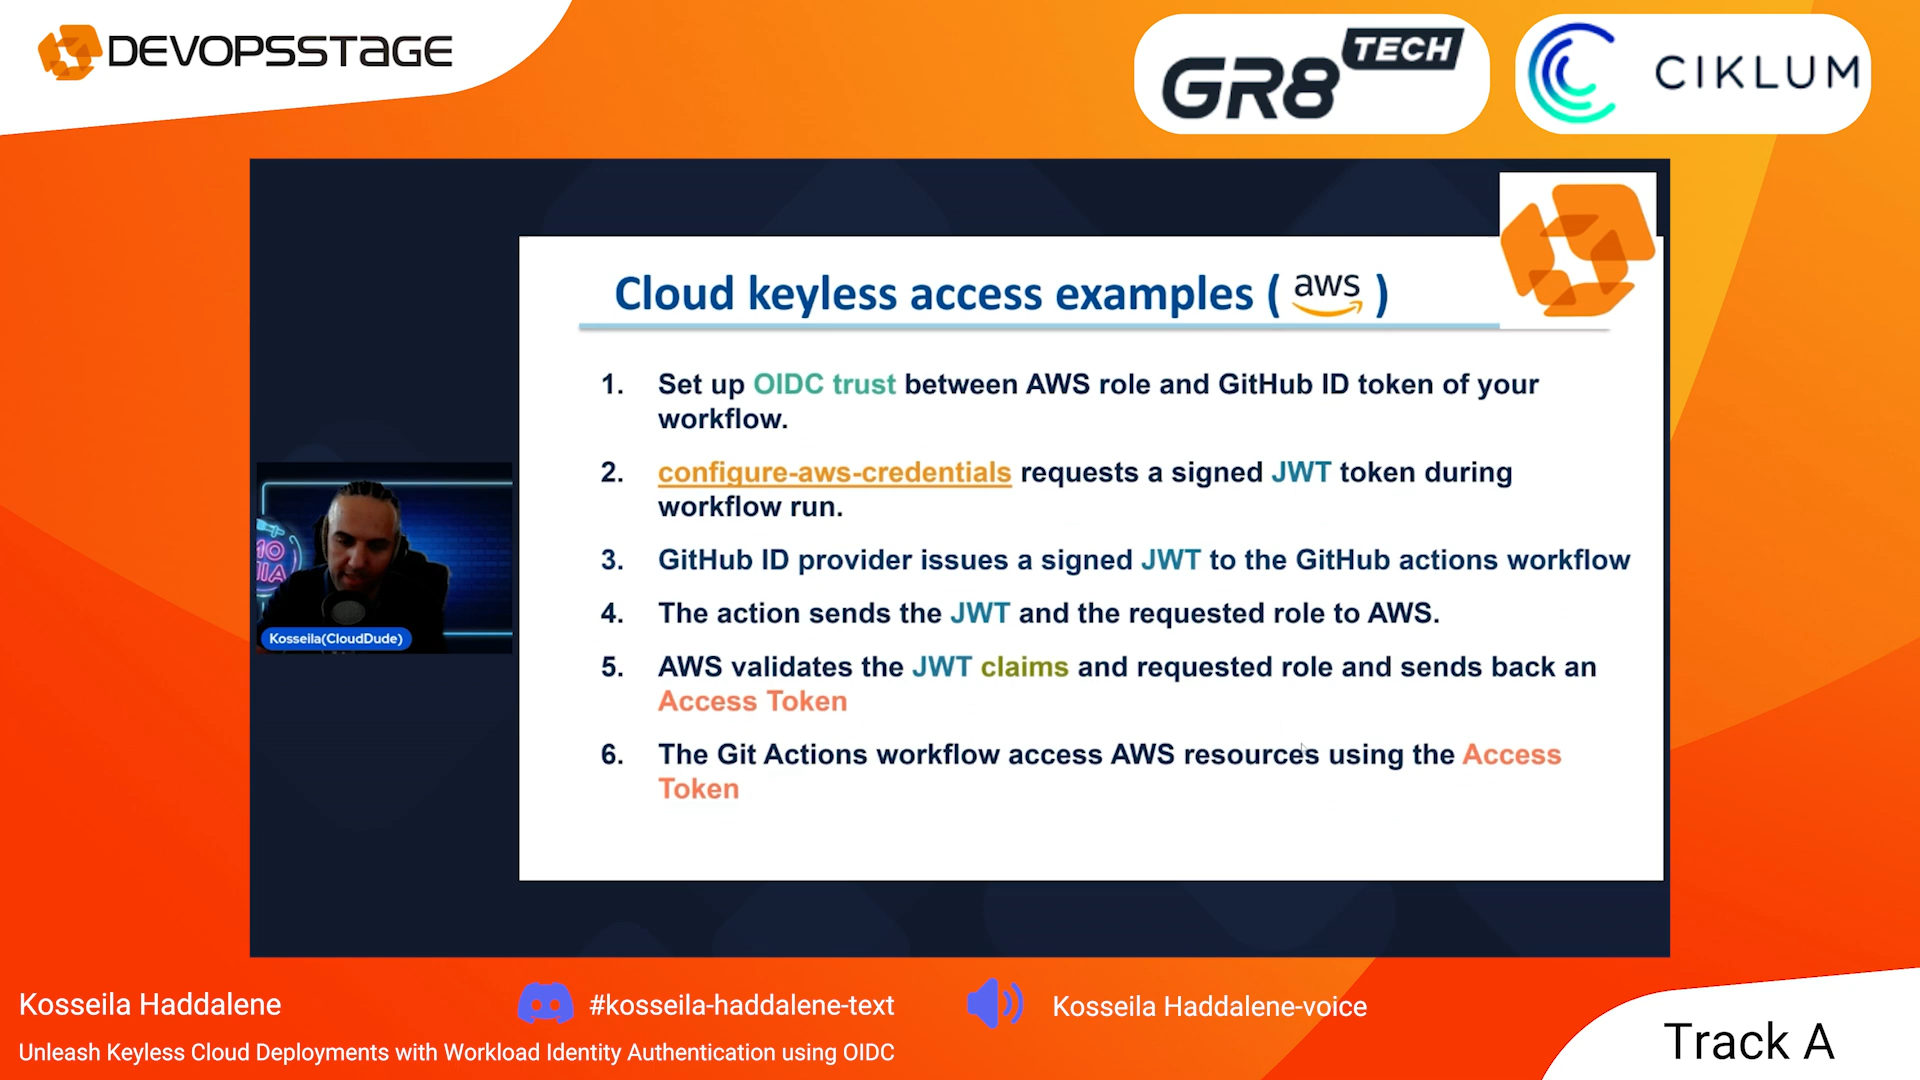 DEVOPSSTAGE
GR8 TECH
CIKLUM
Cloud keyless access examples ( aws )
1. Set up OIDC trust between AWS role and GitHub ID token of your
workflow.
2. configure-aws-credentials requests a signed JWT token during
workflow run.
3. GitHub ID provider issues a signed JWT to the GitHub actions workflow
4. The action sends the JWT and the requested role to AWS.
5. AWS validates the JWT claims and requested role and sends back an
Access Token
6. The Git Actions workflow access AWS resources using the Access
Token
Kosseila(CloudDude)
Kosseila Haddalene
#kosseila-haddalene-text
Kosseila Haddalene-voice
Unleash Keyless Cloud Deployments with Workload Identity Authentication using OIDC
Track A